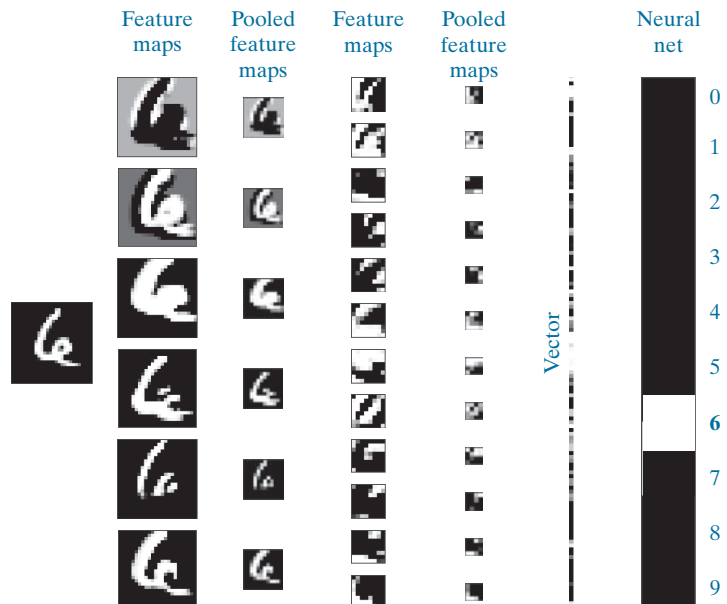 Feature
maps
Pooled
feature
maps
Feature
maps
Pooled
feature
maps
Neural
net
Vector
0
1
2
3
4
5
6
7
8
9